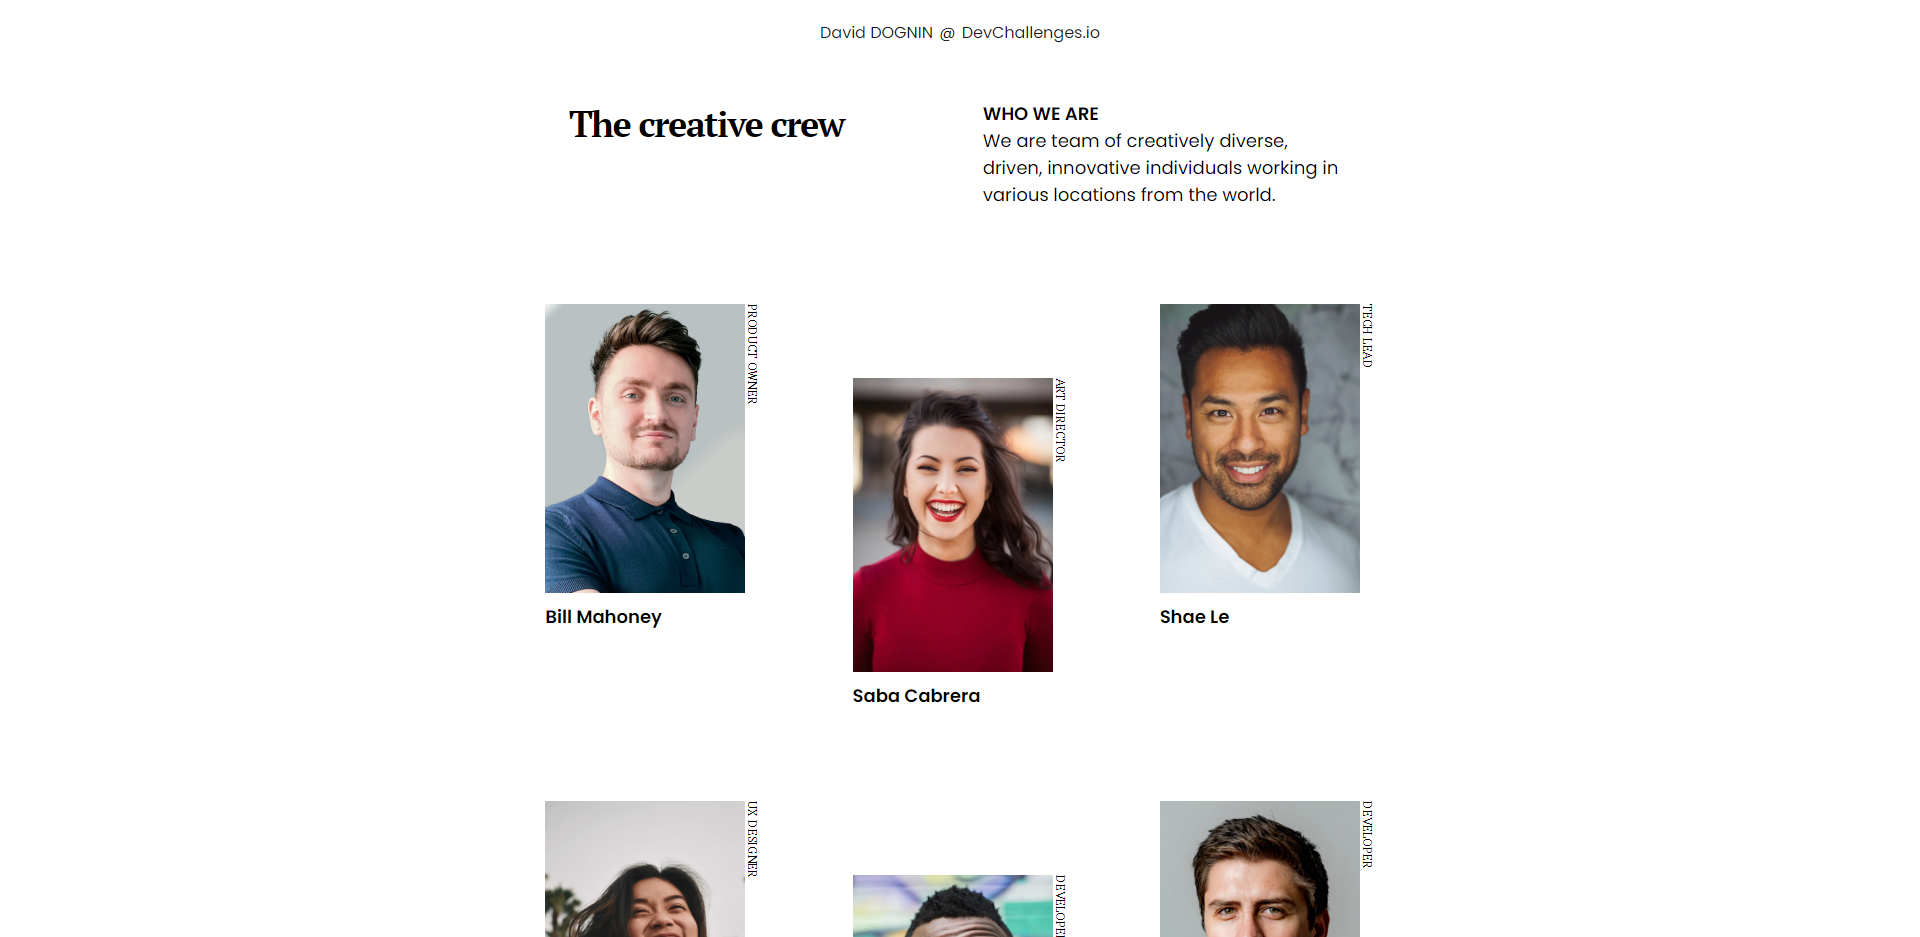 David DOGNIN @ DevChallenges.io
The creative crew
WHO WE ARE
We are team of creatively diverse,
driven, innovative individuals working in
various locations from the world.
PRODUCT OWNER
Bill Mahoney
ART DIRECTOR
Saba Cabrera
TECH LEAD
Shae Le
UX DESIGNER
DEVELOPER
DEVELOPER